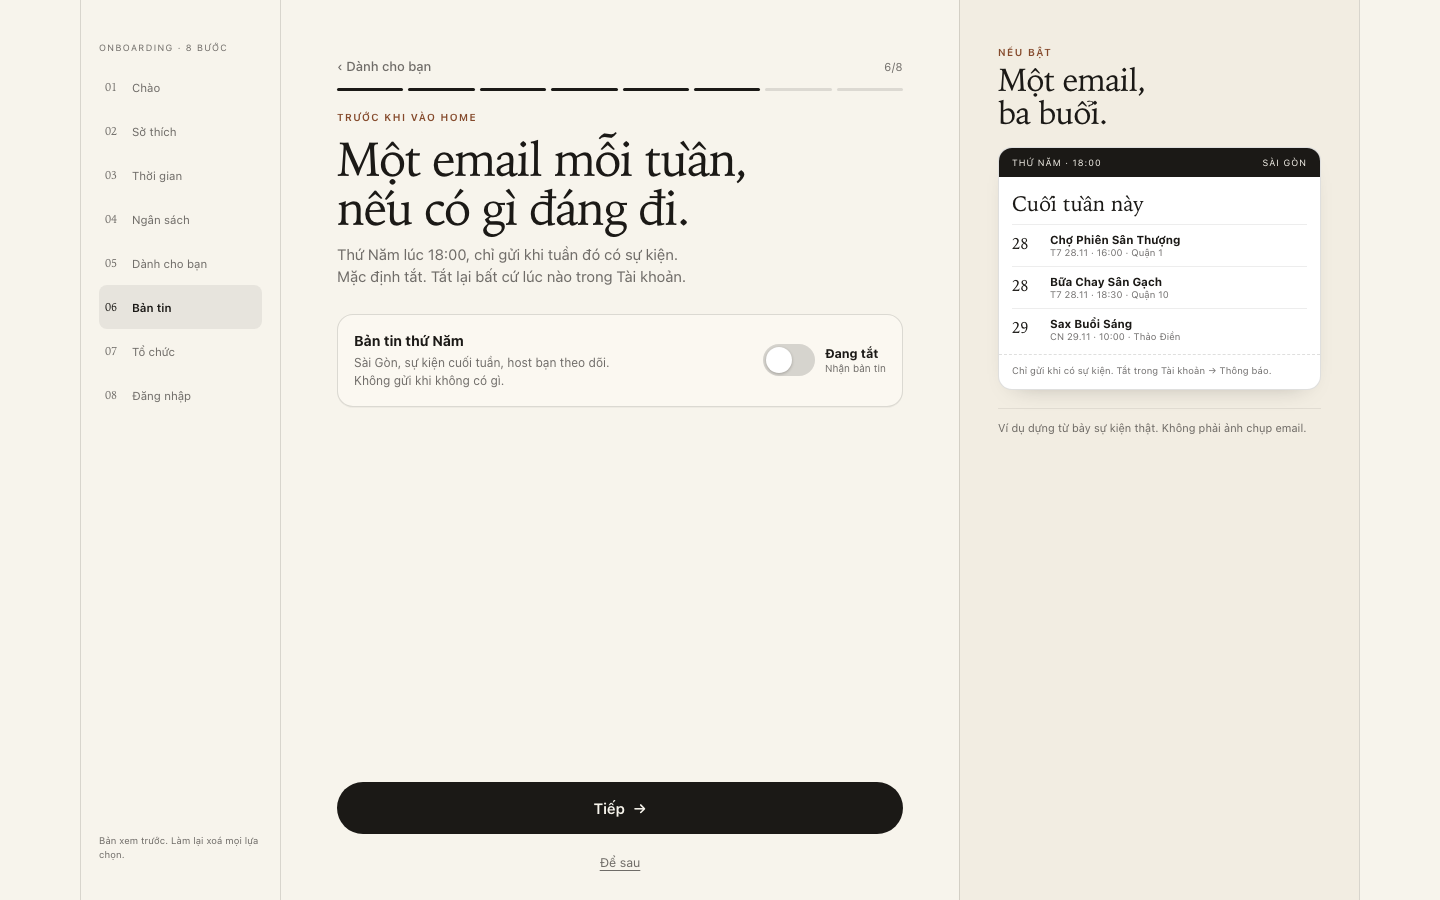 ONBOARDING · 8 BƯỚC
01 Chào
02 Sở thích
03 Thời gian
04 Ngân sách
05 Dành cho bạn
06 Bản tin
07 Tổ chức
08 Đăng nhập
Bản xem trước. Làm lại xoá mọi lựa
chọn.
‹ Dành cho bạn
6/8
TRƯỚC KHI VÀO HOME
Một email mỗi tuần,
nếu có gì đáng đi.
Thứ Năm lúc 18:00, chỉ gửi khi tuần đó có sự kiện.
Mặc định tắt. Tắt lại bất cứ lúc nào trong Tài khoản.
Bản tin thứ Năm
Sài Gòn, sự kiện cuối tuần, host bạn theo dõi.
Không gửi khi không có gì.
Đang tắt
Nhận bản tin
Tiếp →
Để sau
NẾU BẬT
Một email,
ba buổi.
THỨ NĂM · 18:00
SÀI GÒN
Cuối tuần này
28 Chợ Phiên Sân Thượng
T7 28.11 · 16:00 · Quận 1
28 Bữa Chay Sân Gạch
T7 28.11 · 18:30 · Quận 10
29 Sax Buổi Sáng
CN 29.11 · 10:00 · Thảo Điền
Chỉ gửi khi có sự kiện. Tắt trong Tài khoản → Thông báo.
Ví dụ dựng từ bảy sự kiện thật. Không phải ảnh chụp email.